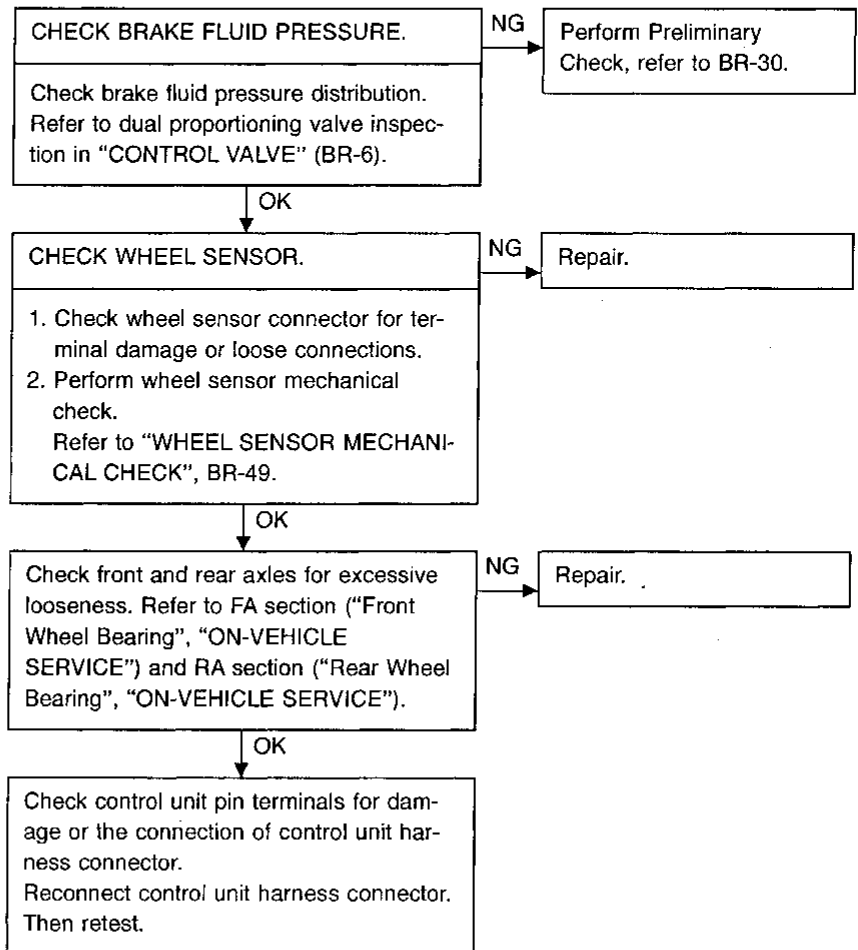 CHECK BRAKE FLUID PRESSURE.
NG
Perform Preliminary
Check, refer to BR-30.
Check brake fluid pressure distribution.
Refer to dual proportioning valve inspec-
tion in "CONTROL VALVE" (BR-6).
OK
CHECK WHEEL SENSOR.
NG
Repair.
1. Check wheel sensor connector for ter-
minal damage or loose connections.
2. Perform wheel sensor mechanical
check.
Refer to "WHEEL SENSOR MECHANI-
CAL CHECK", BR-49.
OK
Check front and rear axles for excessive
looseness. Refer to FA section ("Front
Wheel Bearing", "ON-VEHICLE
SERVICE") and RA section ("Rear Wheel
Bearing", "ON-VEHICLE SERVICE").
NG
Repair.
OK
Check control unit pin terminals for dam-
age or the connection of control unit har-
ness connector.
Reconnect control unit harness connector.
Then retest.